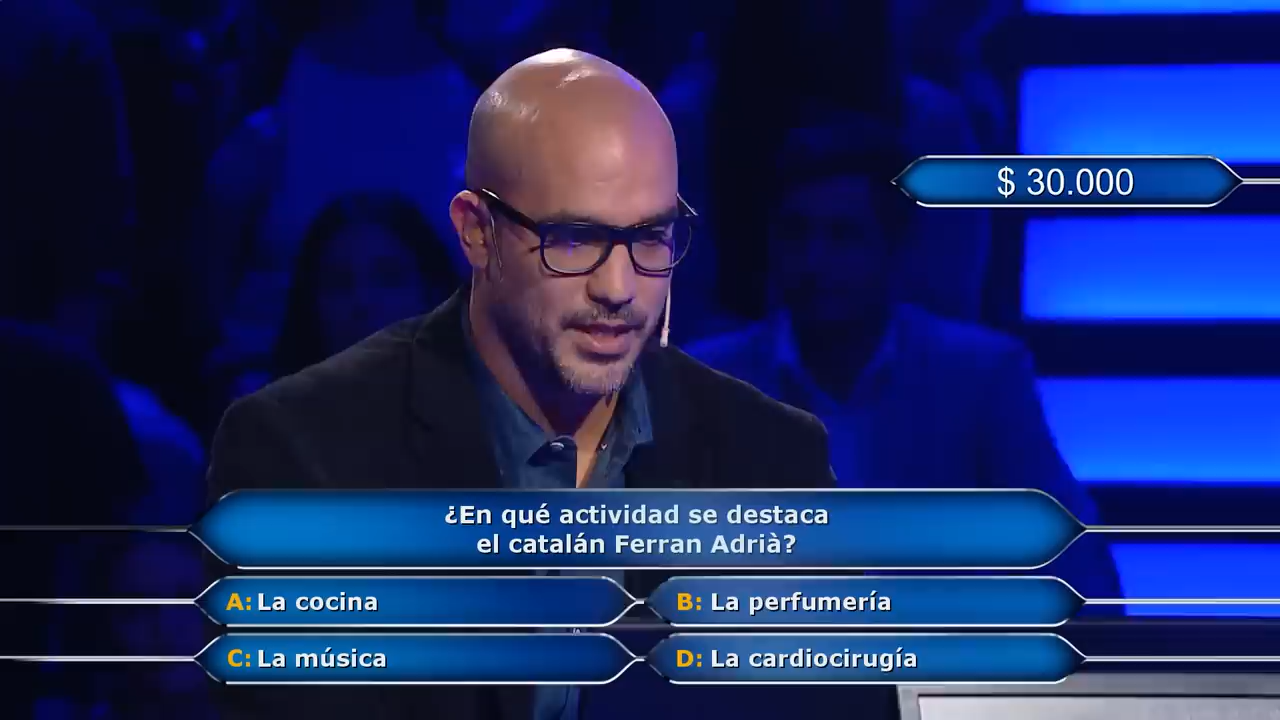 $ 30.000
¿En qué actividad se destaca
el catalán Ferran Adrià?
A: La cocina
B: La perfumería
C: La música
D: La cardiocirugía